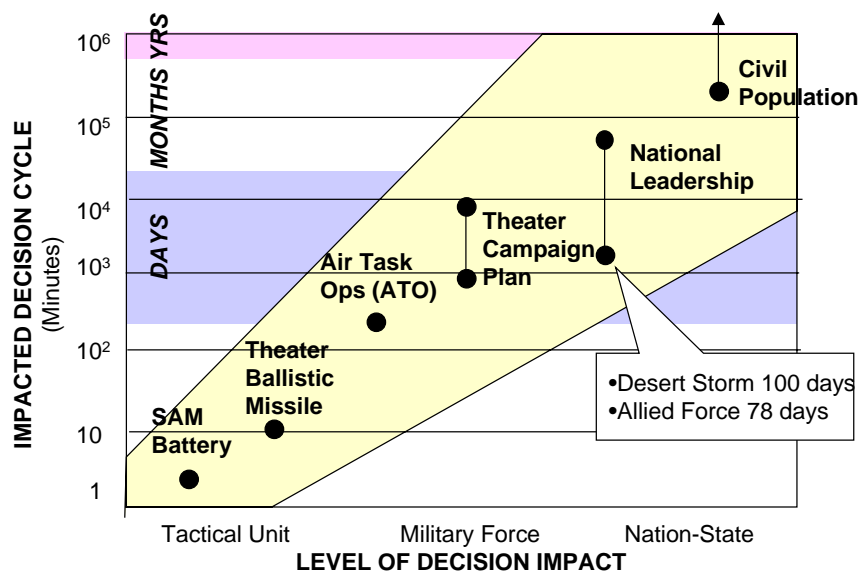 IMPACTED DECISION CYCLE
(Minutes)
10⁶
10⁵
10⁴
10³
10²
10
1
YRS
MONTHS
DAYS
Civil
Population
National
Leadership
Theater
Campaign
Plan
Air Task
Ops (ATO)
Theater
Ballistic
Missile
SAM
Battery
•Desert Storm 100 days
•Allied Force 78 days
Tactical Unit
Military Force
Nation-State
LEVEL OF DECISION IMPACT